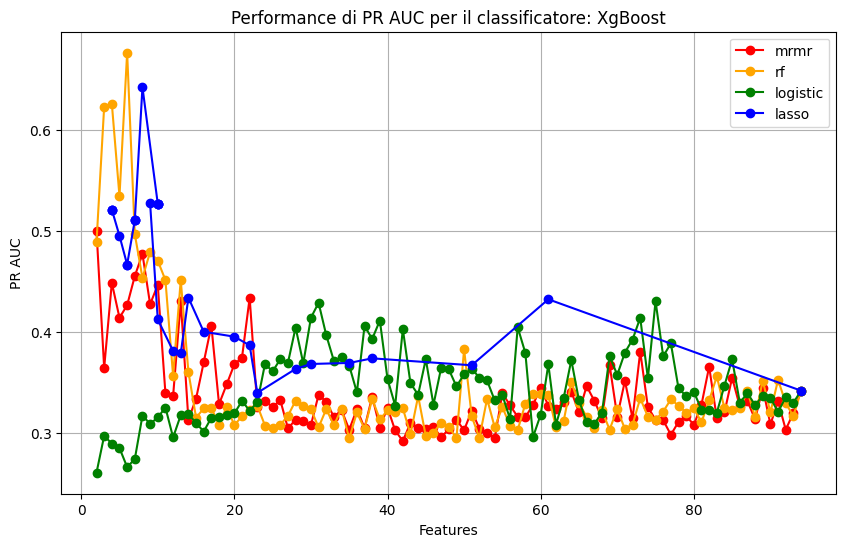 Performance di PR AUC per il classificatore: XgBoost
mrmr
rf
logistic
lasso
PR AUC
0.6
0.5
0.4
0.3
0
20
40
60
80
Features